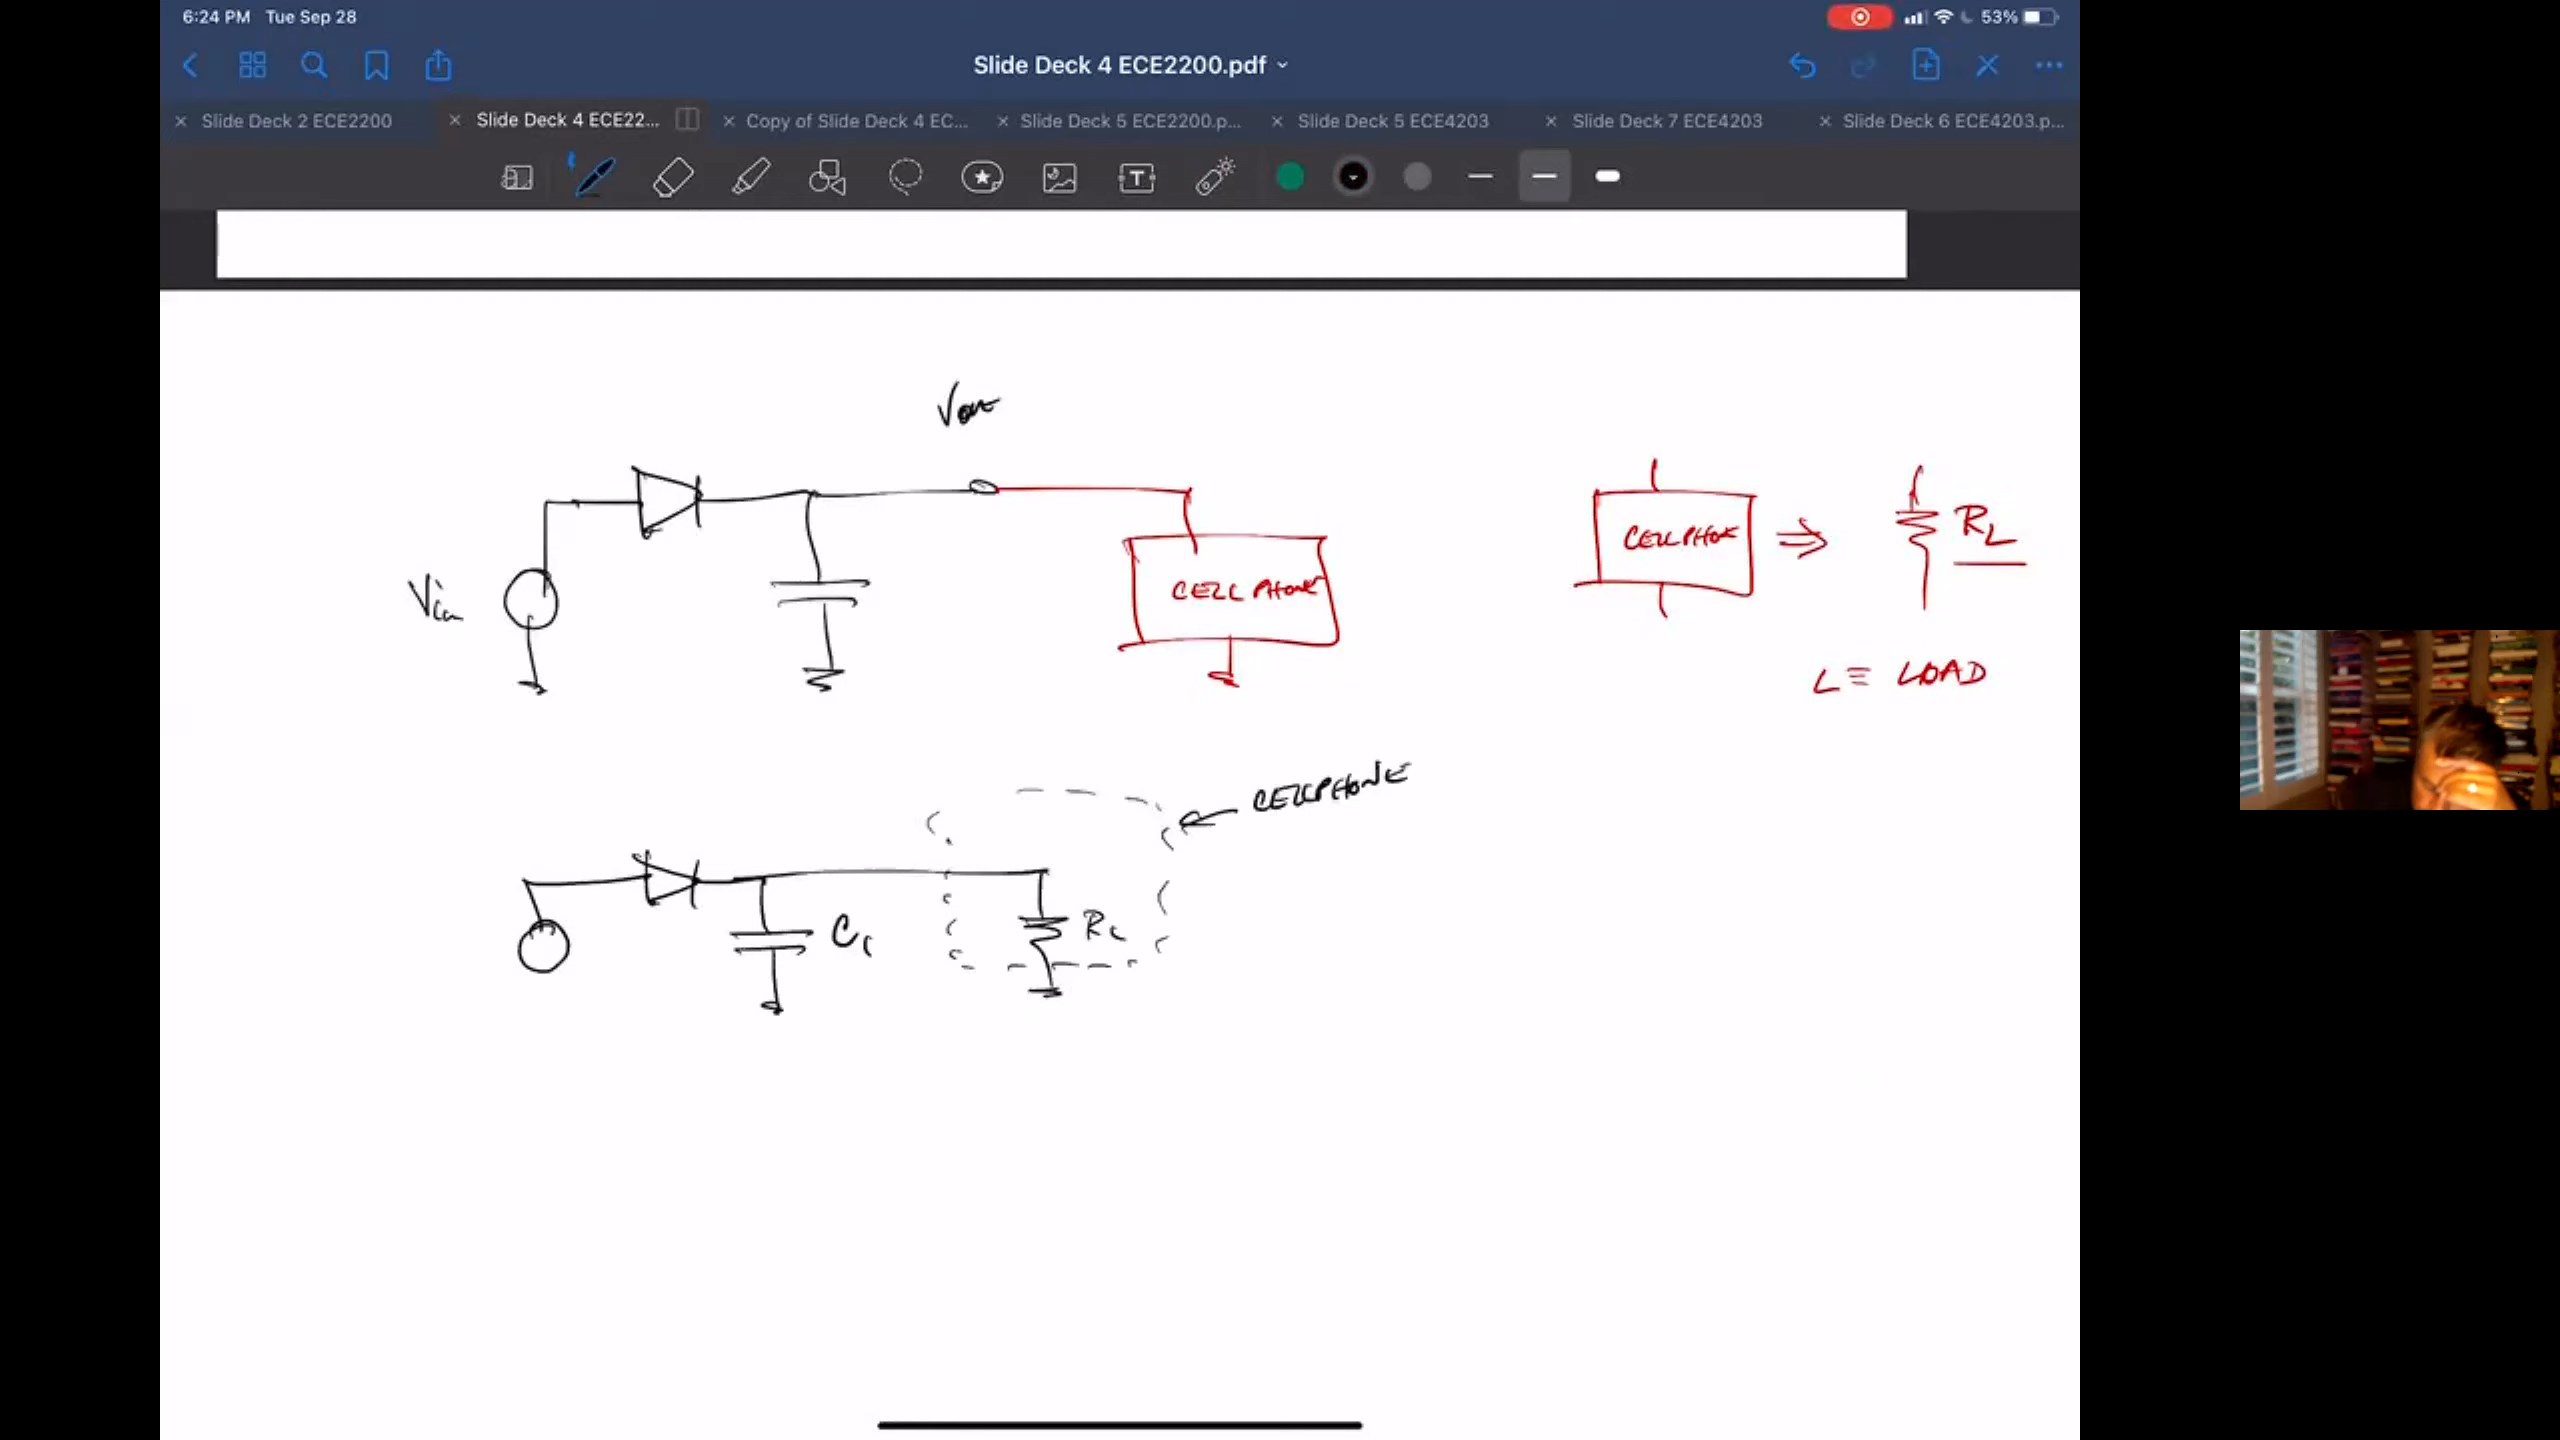 6:24 PM Tue Sep 28
53%
Slide Deck 4 ECE2200.pdf
Slide Deck 2 ECE2200
Slide Deck 4 ECE22...
Copy of Slide Deck 4 EC...
Slide Deck 5 ECE2200.p...
Slide Deck 5 ECE4203
Slide Deck 7 ECE4203
Slide Deck 6 ECE4203.p...
T
Vout
Vin
CELLPHONE
CELLPHONE ⇒ RL
L ≡ LOAD
CELLPHONE
C1
RL